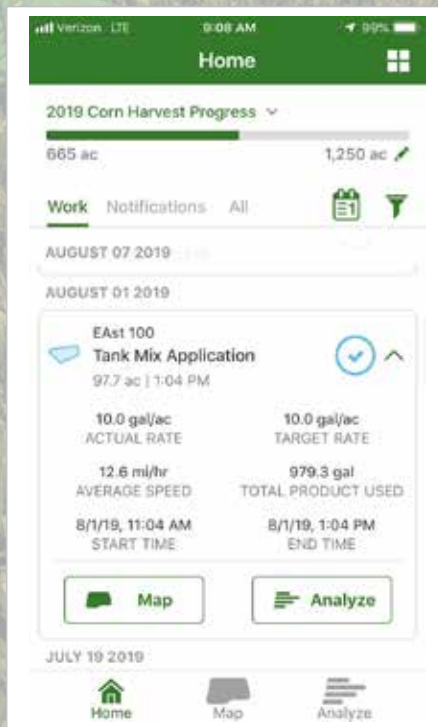 Verizon LTE 9:08 AM 99%
Home
2019 Corn Harvest Progress
665 ac 1,250 ac
Work Notifications All 1
AUGUST 07 2019
AUGUST 01 2019
EAst 100
Tank Mix Application
97.7 ac | 1:04 PM
10.0 gal/ac 10.0 gal/ac
ACTUAL RATE TARGET RATE
12.6 mi/hr 979.3 gal
AVERAGE SPEED TOTAL PRODUCT USED
8/1/19, 11:04 AM 8/1/19, 1:04 PM
START TIME END TIME
Map Analyze
JULY 19 2019
Home Map Analyze